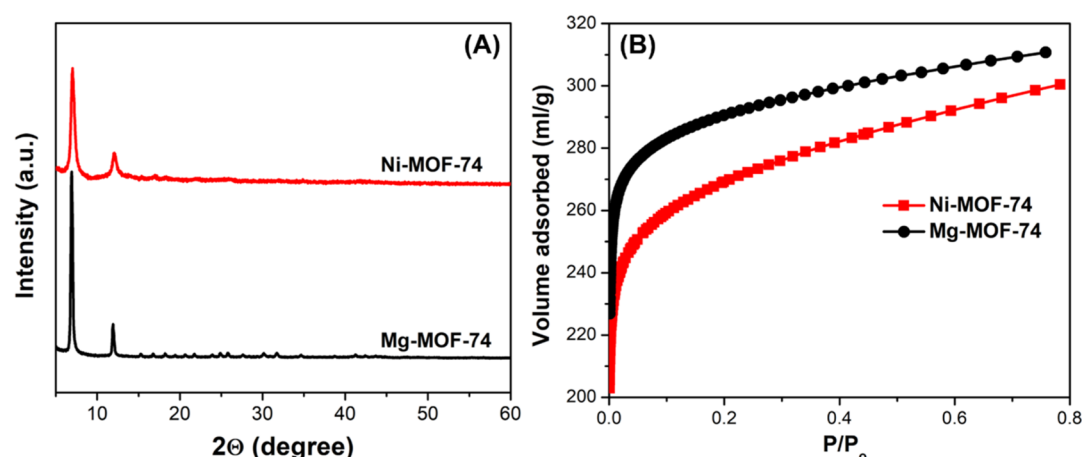 (A)
Ni-MOF-74
Mg-MOF-74
Intensity (a.u.)
10 20 30 40 50 60
2Θ (degree)
(B)
320
300
280
260
240
220
200
Ni-MOF-74
Mg-MOF-74
Volume adsorbed (ml/g)
0.0 0.2 0.4 0.6 0.8
P/P